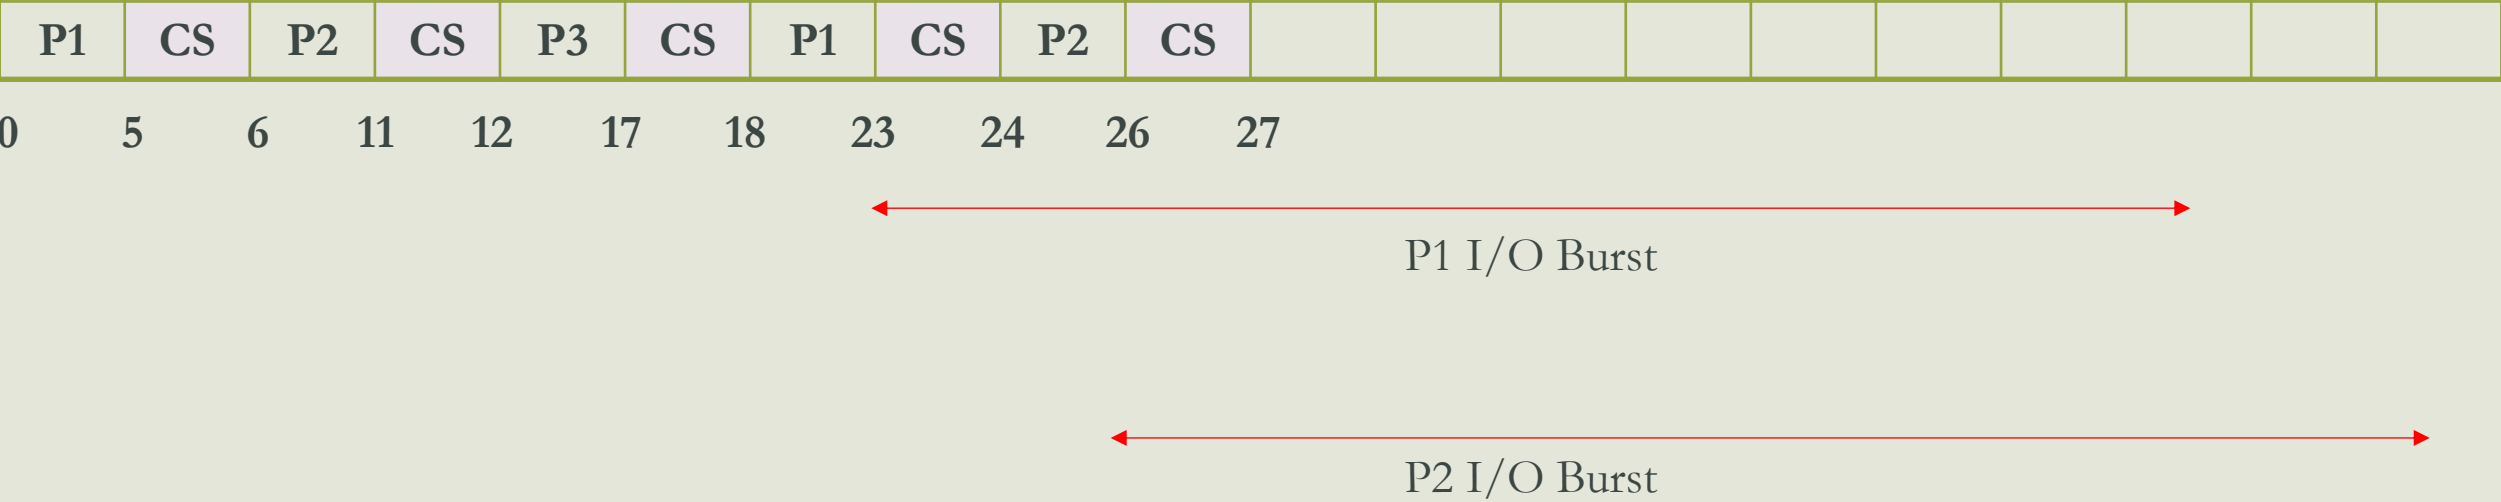 P1 CS P2 CS P3 CS P1 CS P2 CS
0 5 6 11 12 17 18 23 24 26 27
P1 I/O Burst
P2 I/O Burst